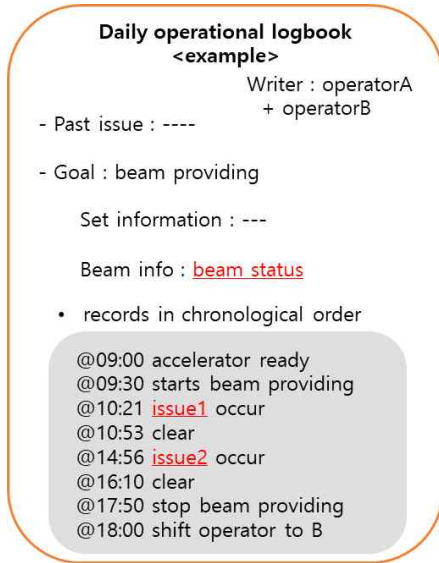 Daily operational logbook
<example>
Writer : operatorA
+ operatorB
- Past issue : ----
- Goal : beam providing
Set information : ---
Beam info : beam status
• records in chronological order
@09:00 accelerator ready
@09:30 starts beam providing
@10:21 issue1 occur
@10:53 clear
@14:56 issue2 occur
@16:10 clear
@17:50 stop beam providing
@18:00 shift operator to B